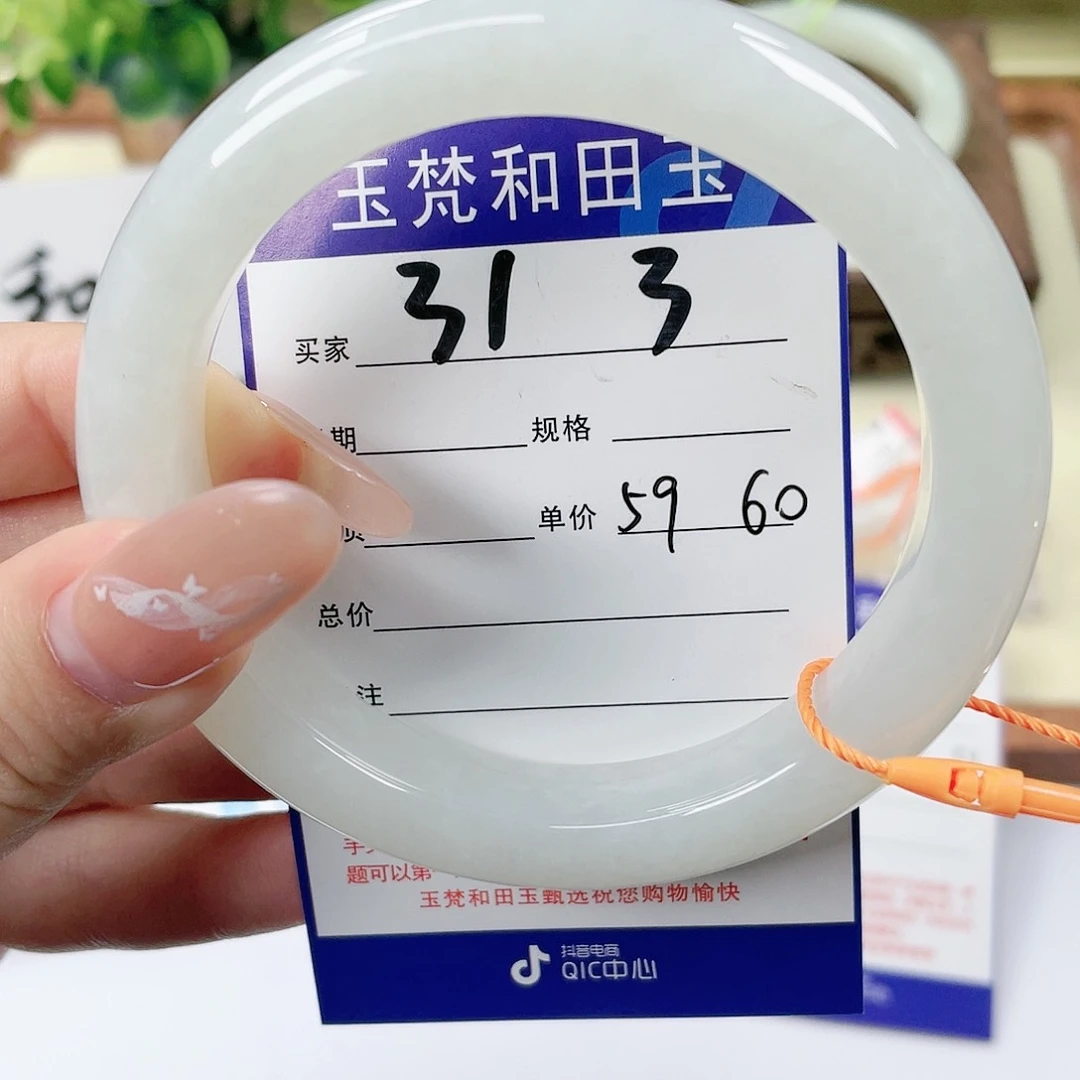 玉梵和田玉
买家 31 3
期 规格
单价 59 60
总价
注
题可以第一
玉梵和田玉甄选祝您购物愉快
抖音电商
QIC中心